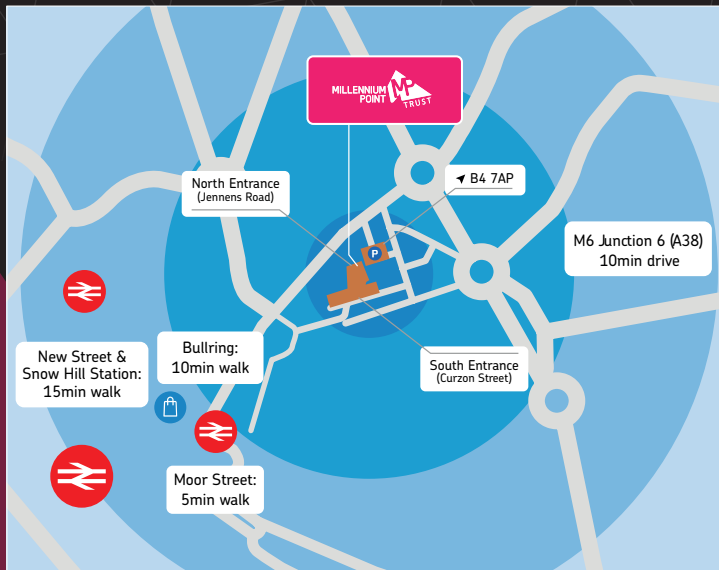 MILLENNIUM
POINT
MP
TRUST
North Entrance
(Jennens Road)
B4 7AP
P
M6 Junction 6 (A38)
10min drive
New Street &
Snow Hill Station:
15min walk
Bullring:
10min walk
South Entrance
(Curzon Street)
Moor Street:
5min walk